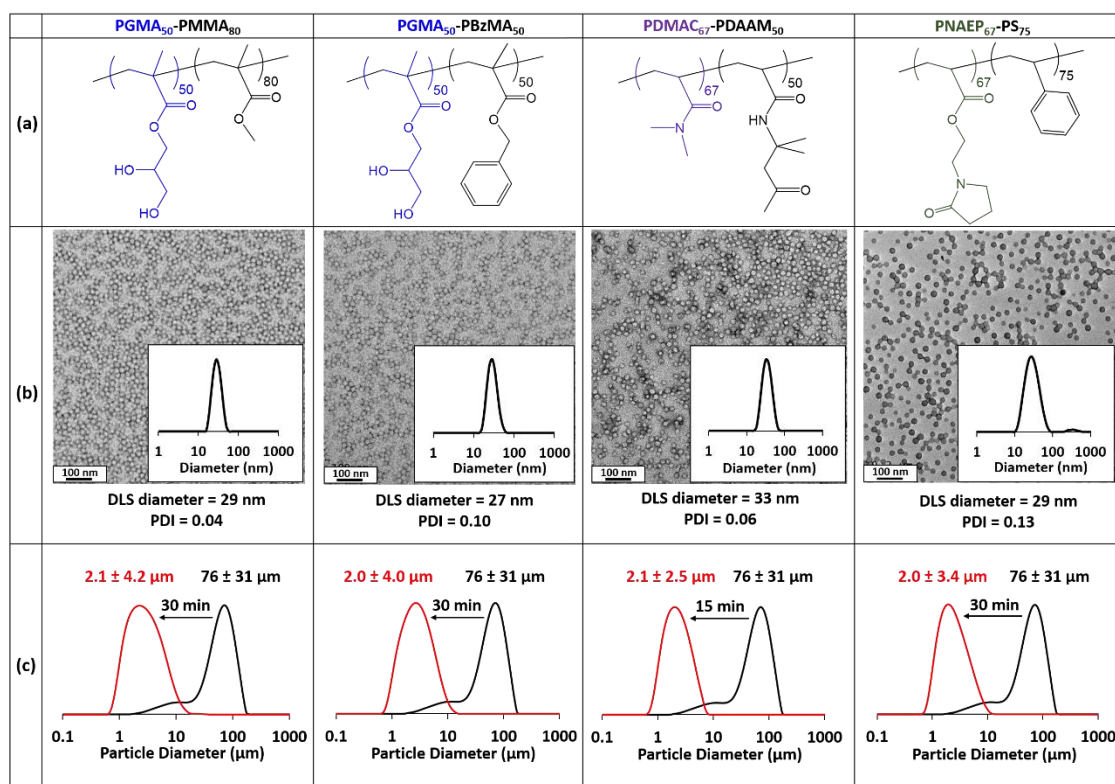 PGMA50-PMMA80
PGMA50-PBzMA50
PDMAC67-PDAAM50
PNAEP67-PS75
(a)
50
80
O
O
O
O
HO
HO
50
50
O
O
O
O
HO
HO
67
50
O
N
O
HN
O
67
75
O
O
N
O
(b)
1 10 100 1000
Diameter (nm)
100 nm
DLS diameter = 29 nm
PDI = 0.04
1 10 100 1000
Diameter (nm)
100 nm
DLS diameter = 27 nm
PDI = 0.10
1 10 100 1000
Diameter (nm)
100 nm
DLS diameter = 33 nm
PDI = 0.06
1 10 100 1000
Diameter (nm)
100 nm
DLS diameter = 29 nm
PDI = 0.13
(c)
2.1 ± 4.2 µm 76 ± 31 µm
30 min
0.1 1 10 100 1000
Particle Diameter (µm)
2.0 ± 4.0 µm 76 ± 31 µm
30 min
0.1 1 10 100 1000
Particle Diameter (µm)
2.1 ± 2.5 µm 76 ± 31 µm
15 min
0.1 1 10 100 1000
Particle Diameter (µm)
2.0 ± 3.4 µm 76 ± 31 µm
30 min
0.1 1 10 100 1000
Particle Diameter (µm)